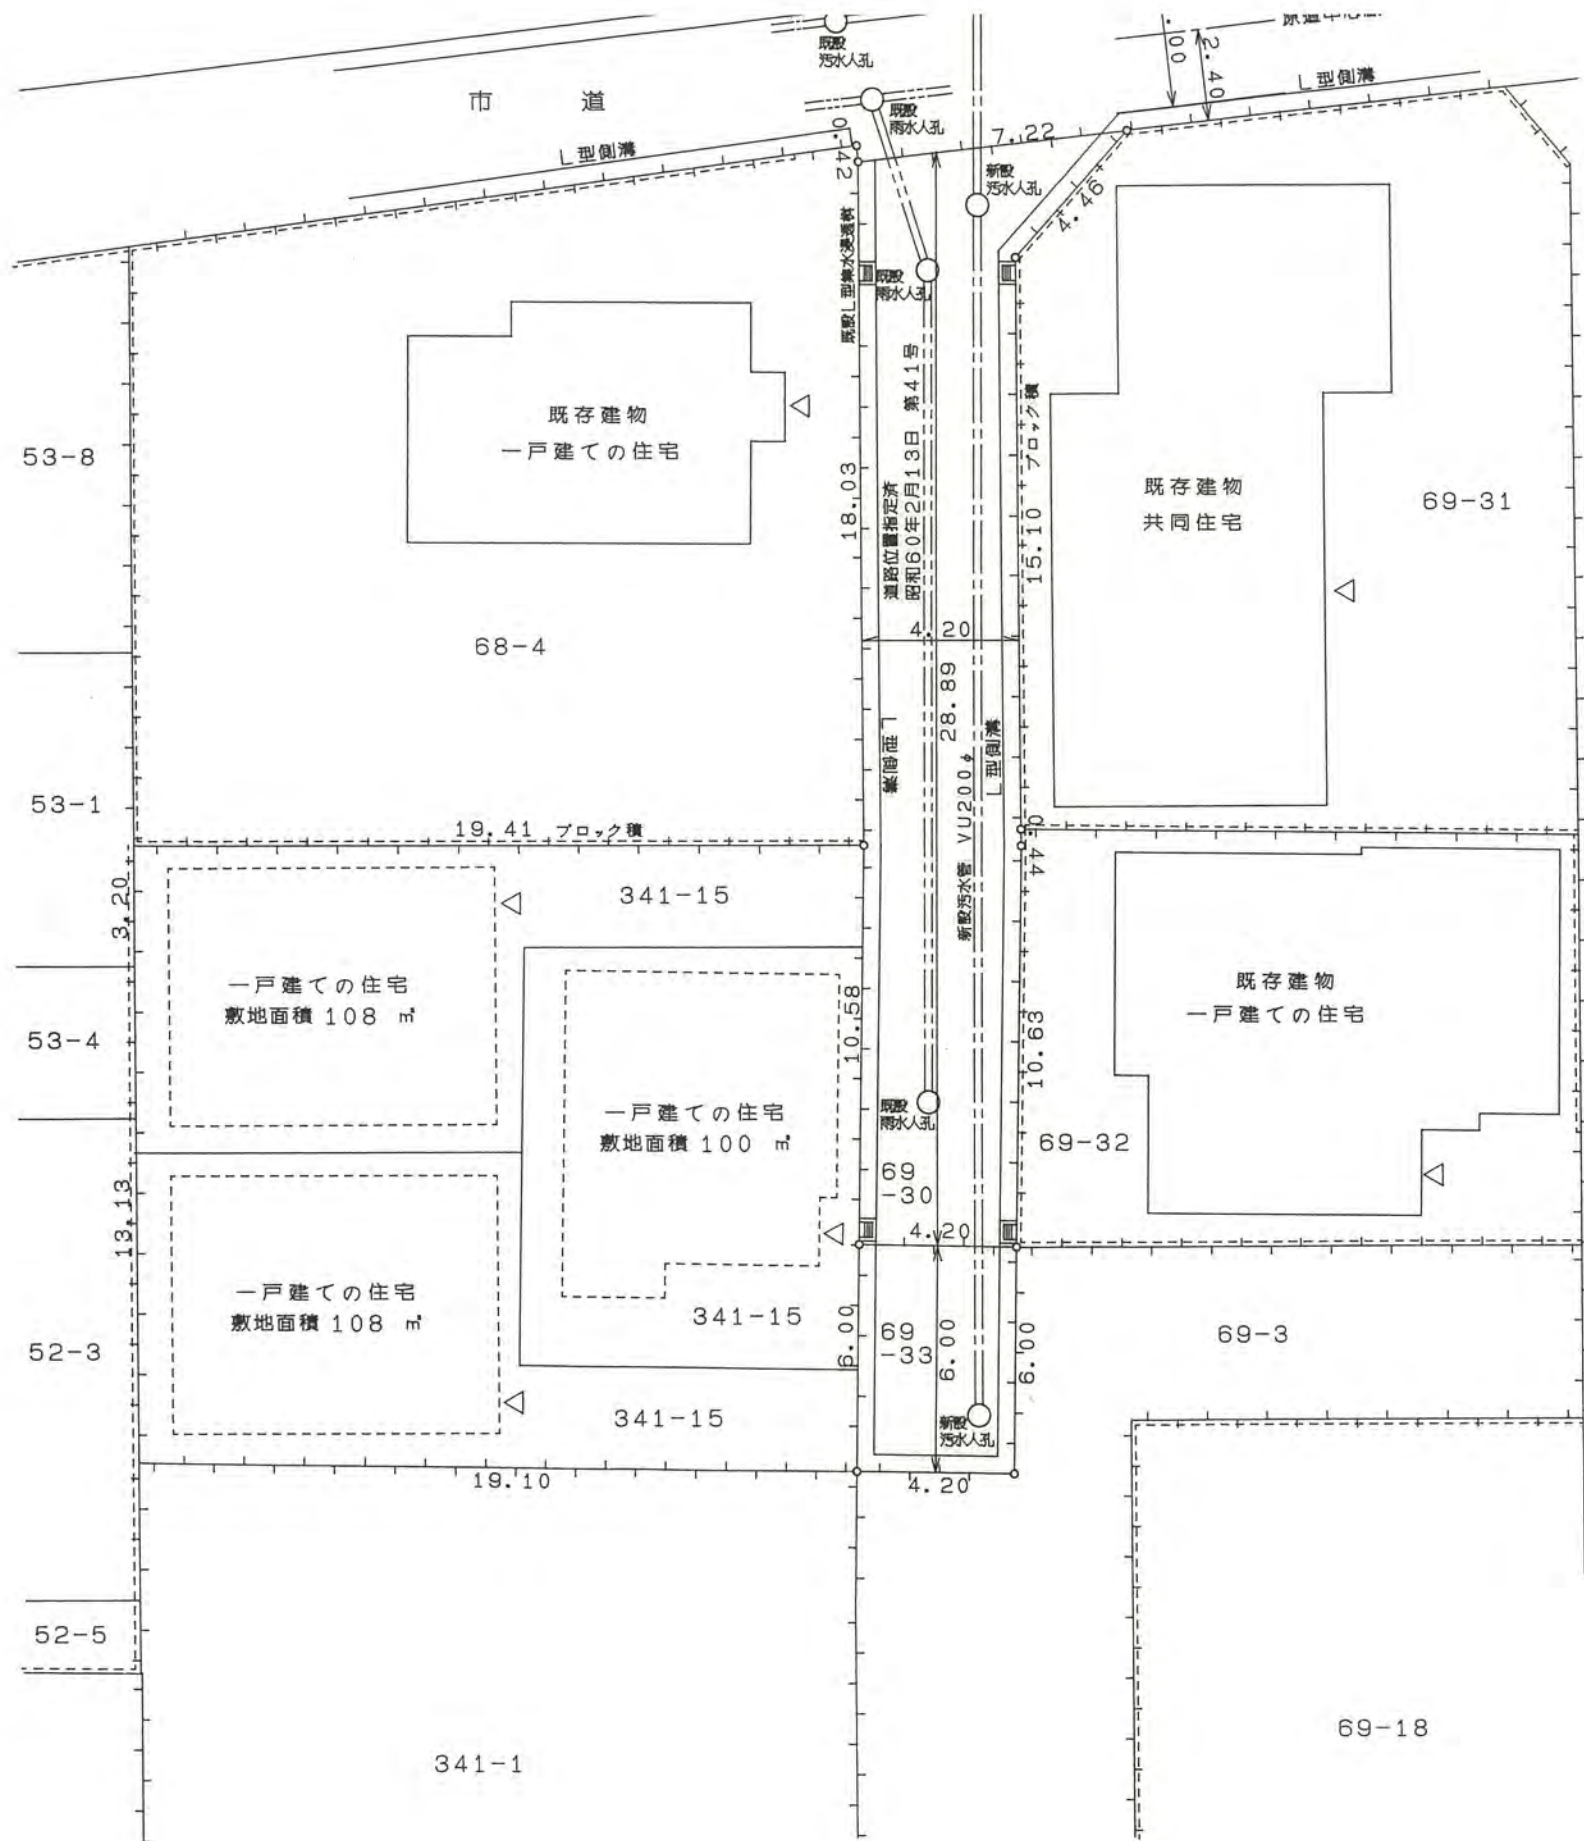 既設
汚水人孔
.00
2.40
L型側溝
市 道
既設
雨水人孔
0.42
7.22
L型側溝
新設
汚水人孔
4.46
既設L型集水浸透桝
既設
雨水人孔
道路位置指定済
昭和60年2月13日 第41号
既存建物
一戸建ての住宅
53-8
18.03
15.10
ブロック積
既存建物
共同住宅
69-31
68-4
4.20
28.89
L型側溝
L型側溝
新設汚水管 VU200φ
53-1
19.41 ブロック積
0.44
3.20
341-15
一戸建ての住宅
敷地面積 108 ㎡
53-4
10.58
10.63
既存建物
一戸建ての住宅
一戸建ての住宅
敷地面積 100 ㎡
既設
雨水人孔
69-32
69
-30
13.13
4.20
一戸建ての住宅
敷地面積 108 ㎡
341-15
6.00
69
-33
6.00
6.00
69-3
52-3
341-15
新設
汚水人孔
19.10
4.20
52-5
341-1
69-18